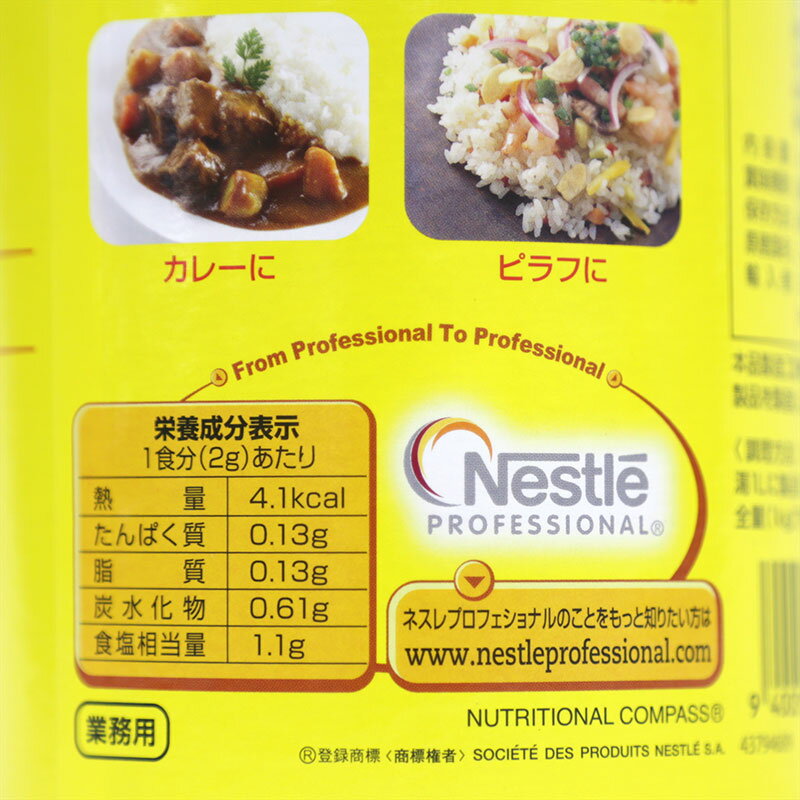 カレーに
ピラフに
From Professional To Professional
栄養成分表示
1食分(2g)あたり
熱量 4.1kcal
たんぱく質 0.13g
脂質 0.13g
炭水化物 0.61g
食塩相当量 1.1g
Nestlé
PROFESSIONAL®
ネスレプロフェショナルのことをもっと知りたい方は
www.nestleprofessional.com
業務用
NUTRITIONAL COMPASS®
®登録商標〈商標権者〉SOCIÉTÉ DES PRODUITS NESTLÉ S.A.